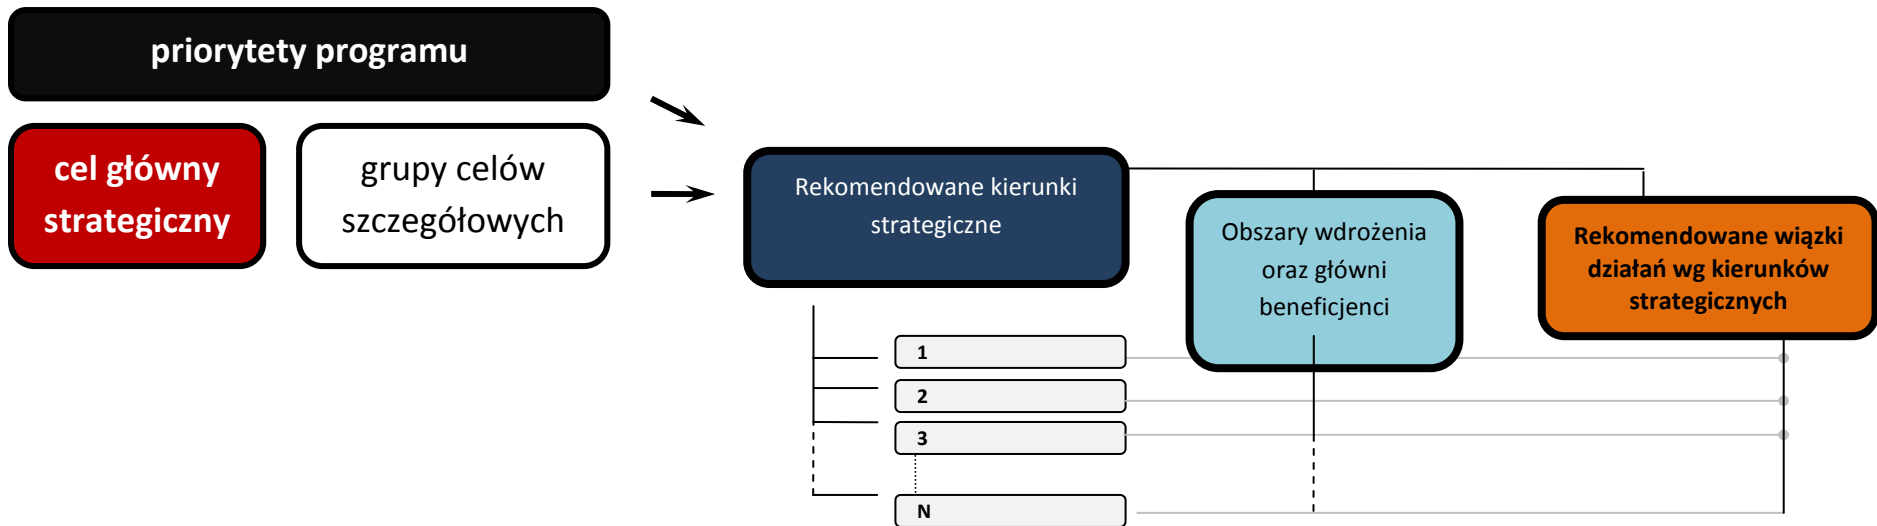 priorytety programu
cel główny
strategiczny
grupy celów
szczegółowych
Rekomendowane kierunki
strategiczne
Obszary wdrożenia
oraz główni
beneficjenci
Rekomendowane wiązki
działań wg kierunków
strategicznych
1
2
3
N